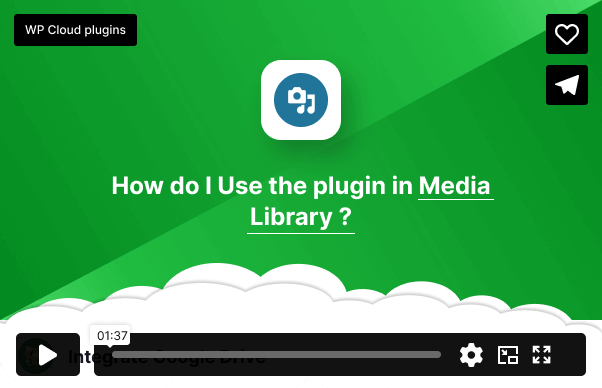 WP Cloud plugins
How do I Use the plugin in Media
Library ?
01:37
Integrate Google Drive